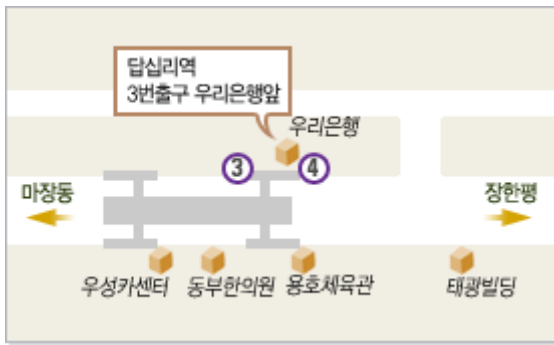 답십리역
3번출구 우리은행앞
우리은행
3 4
마장동 장한평
우성카센터 동부한의원 용호체육관 태광빌딩